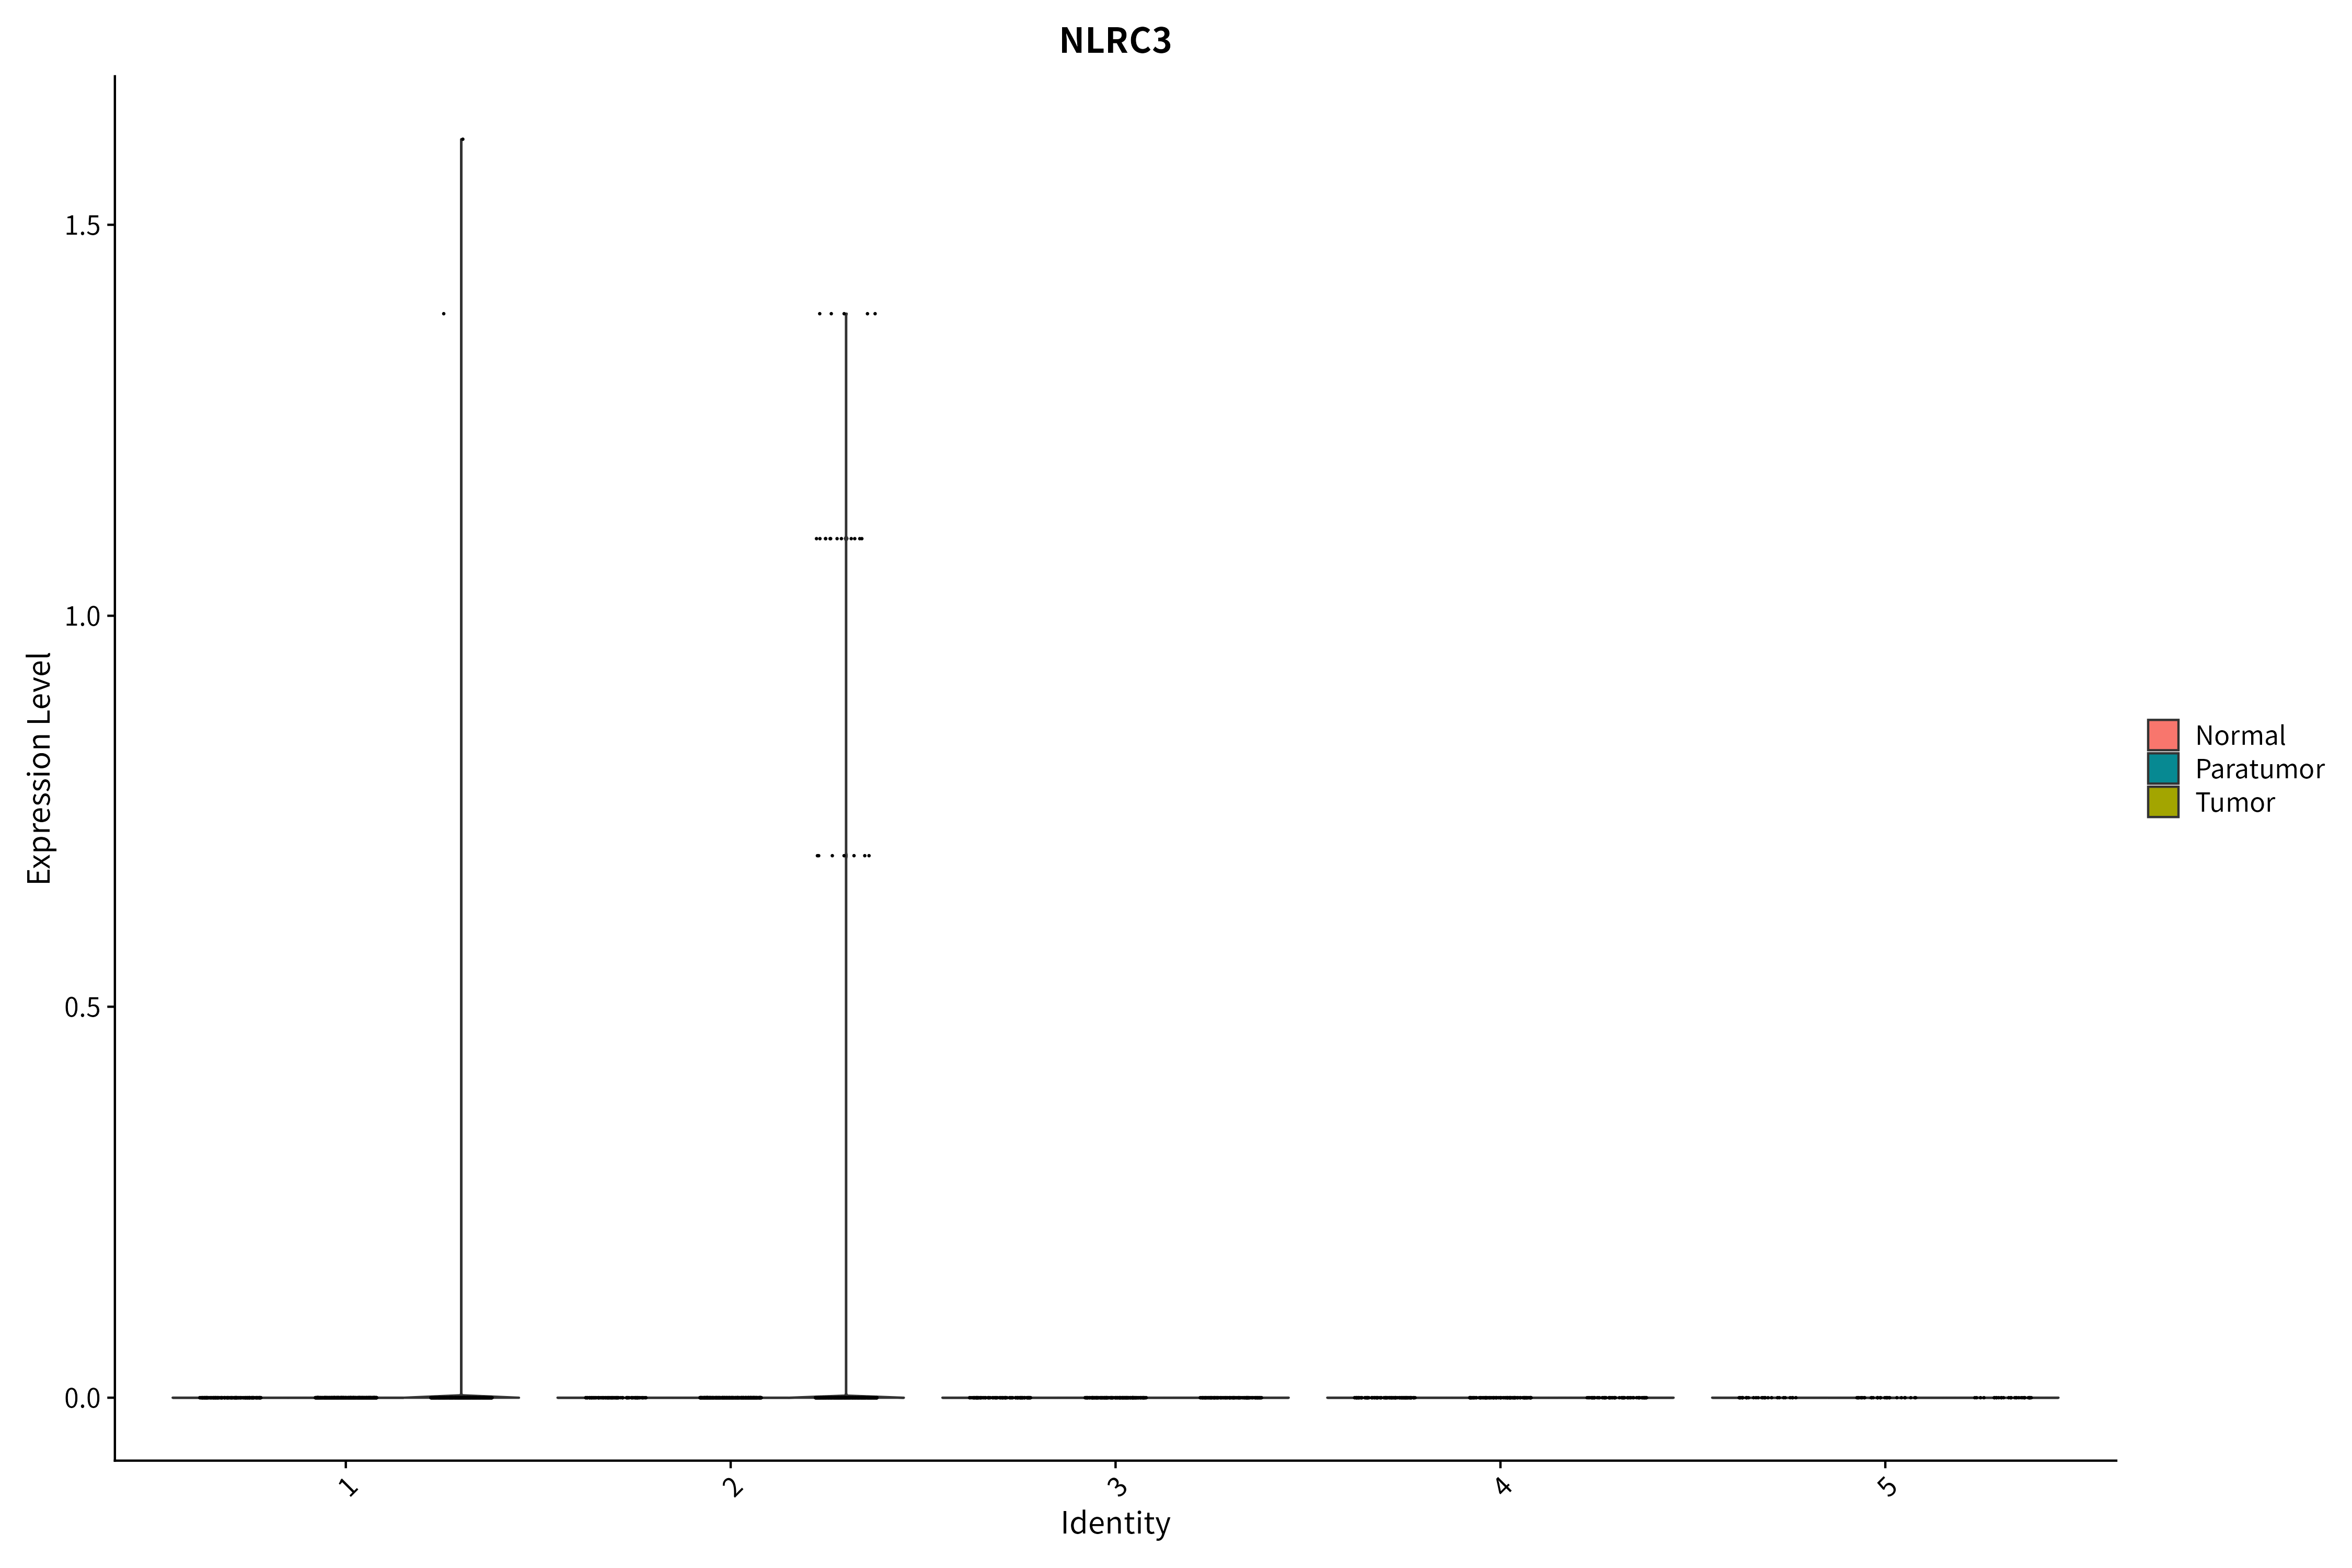 NLRC3
Expression Level
1.5
1.0
0.5
0.0
1
2
3
4
5
Identity
Normal
Paratumor
Tumor